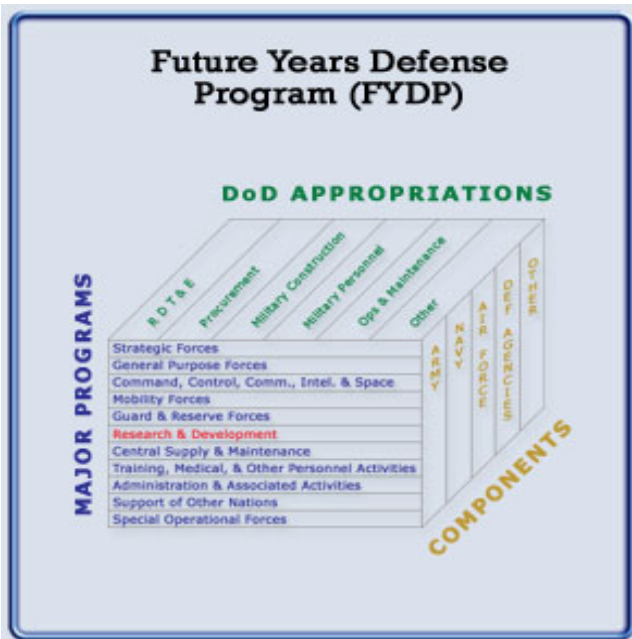 Future Years Defense
Program (FYDP)
DoD APPROPRIATIONS
R D T & E
Procurement
Military Construction
Military Personnel
Ops & Maintenance
Other
MAJOR PROGRAMS
Strategic Forces
General Purpose Forces
Command, Control, Comm., Intel. & Space
Mobility Forces
Guard & Reserve Forces
Research & Development
Central Supply & Maintenance
Training, Medical, & Other Personnel Activities
Administration & Associated Activities
Support of Other Nations
Special Operational Forces
ARMY
NAVY
AIR FORCE
DEF AGENCIES
OTHER
COMPONENTS